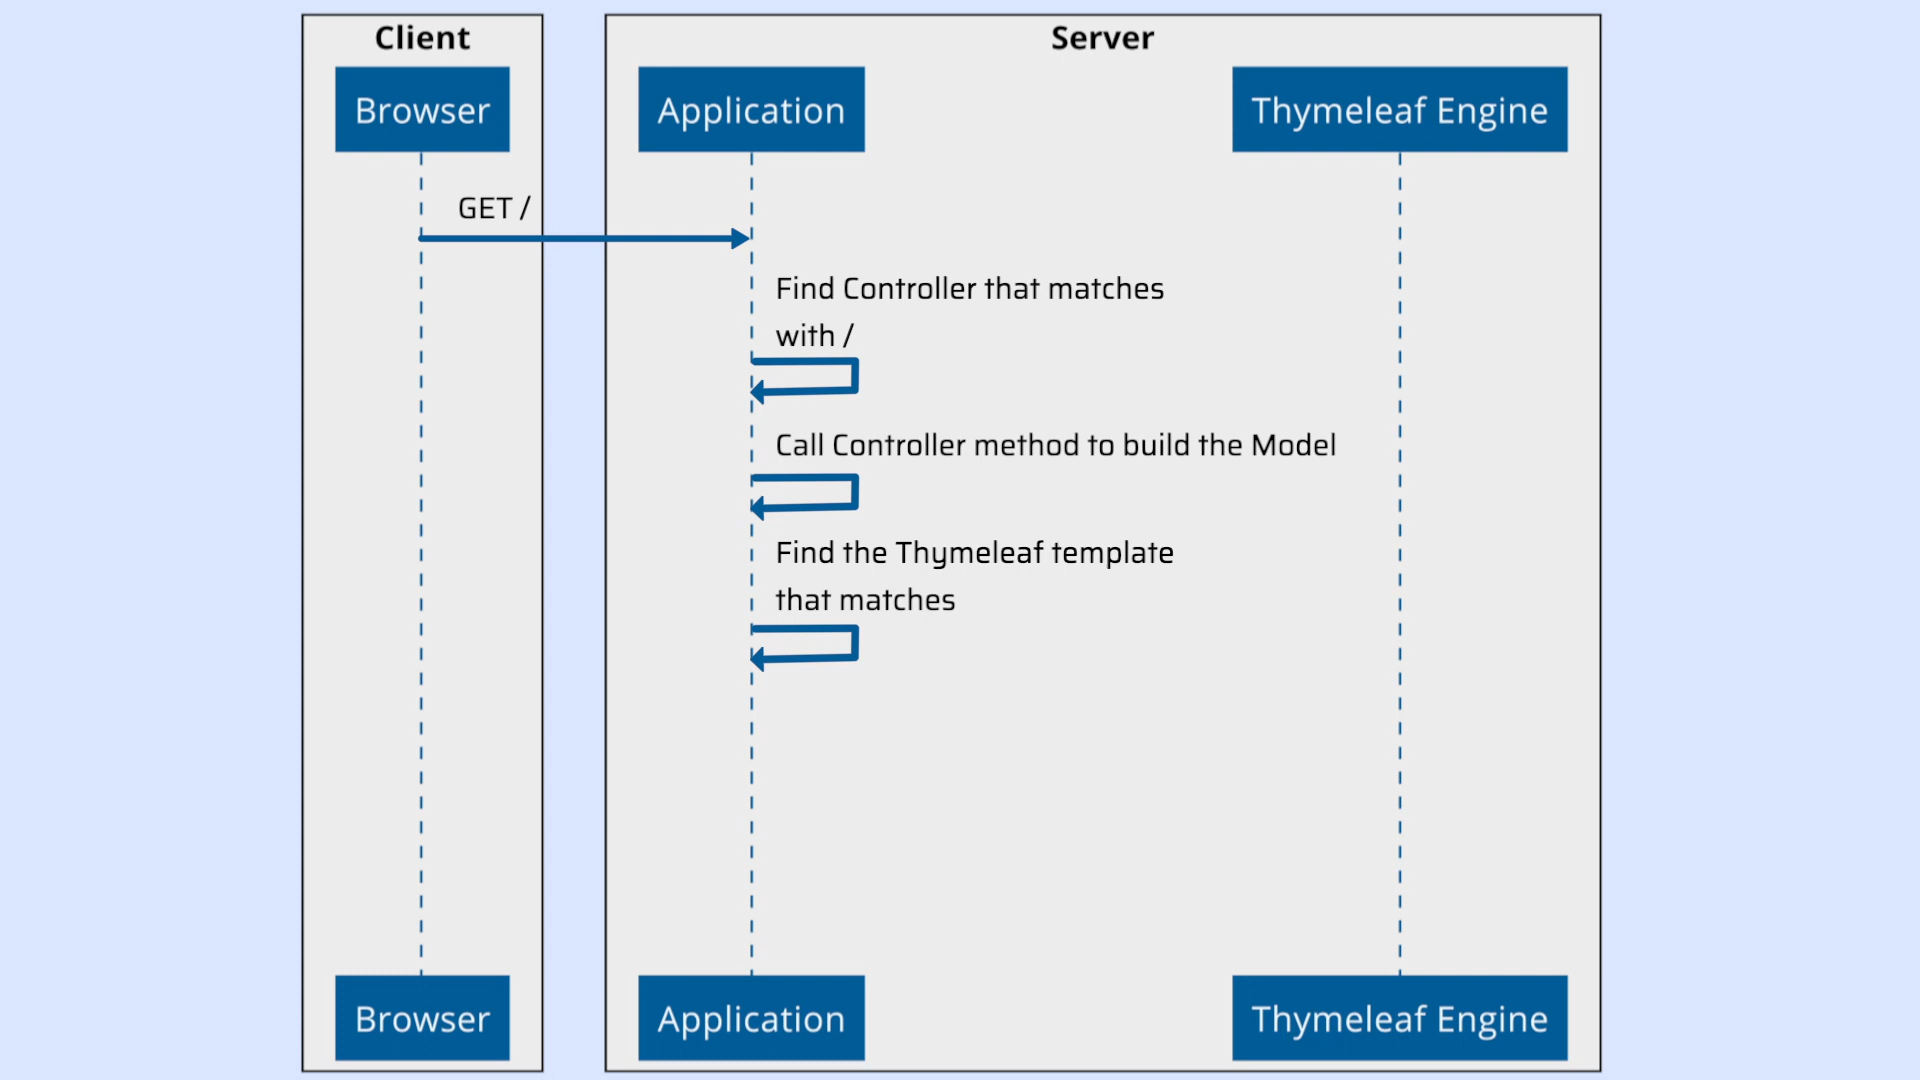 Client
Server
Browser
Application
Thymeleaf Engine
GET /
Find Controller that matches
with /
Call Controller method to build the Model
Find the Thymeleaf template
that matches
Browser
Application
Thymeleaf Engine